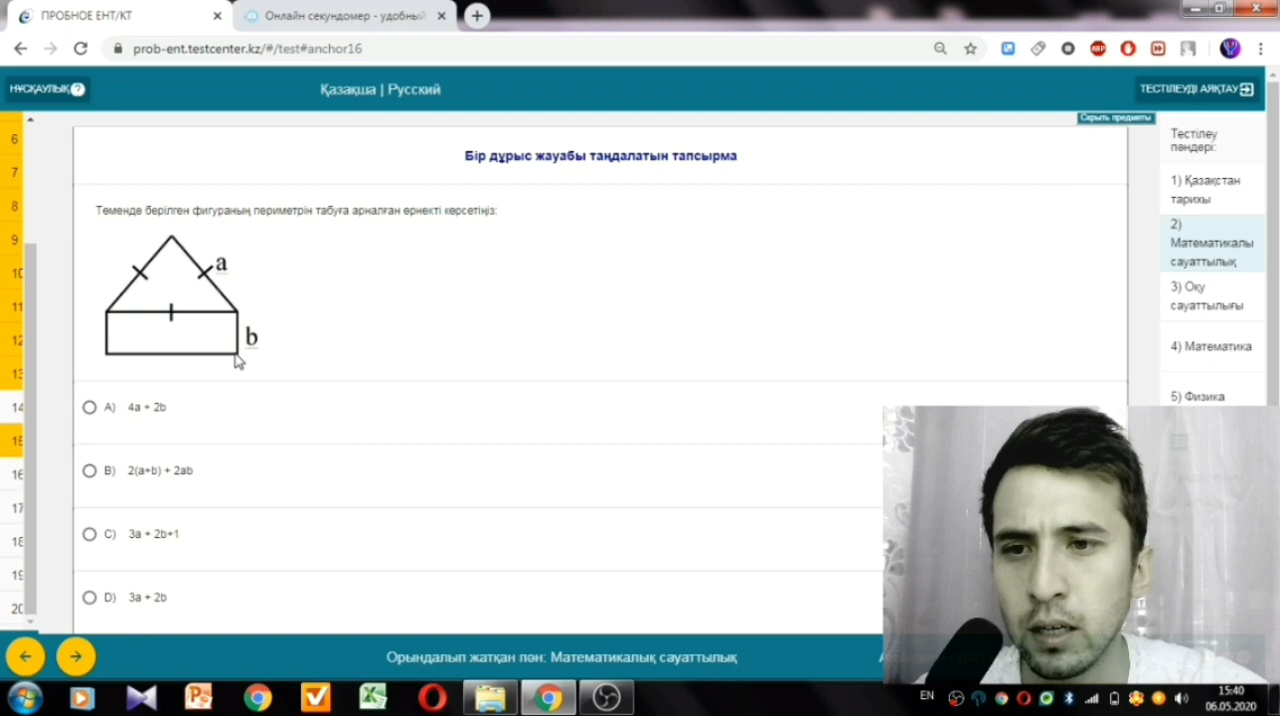 ПРОБНОЕ ЕНТ/КТ
Онлайн секундомер - удобный
prob-ent.testcenter.kz/#/test#anchor16
НҰСҚАУЛЫҚ
Қазақша | Русский
ТЕСТІЛЕУДІ АЯҚТАУ
Скрыть предметы
6
7
8
9
10
11
12
13
14
15
16
17
18
19
20
Бір дұрыс жауабы таңдалатын тапсырма
Төменде берілген фигураның периметрін табуға арналған өрнекті көрсетіңіз:
a
b
A) 4a + 2b
B) 2(a+b) + 2ab
C) 3a + 2b+1
D) 3a + 2b
Тестілеу
пәндері:
1) Қазақстан
тарихы
2)
Математикалық
сауаттылық
3) Оқу
сауаттылығы
4) Математика
5) Физика
Орындалып жатқан пән: Математикалық сауаттылық
ABP
EN
15:40
06.05.2020